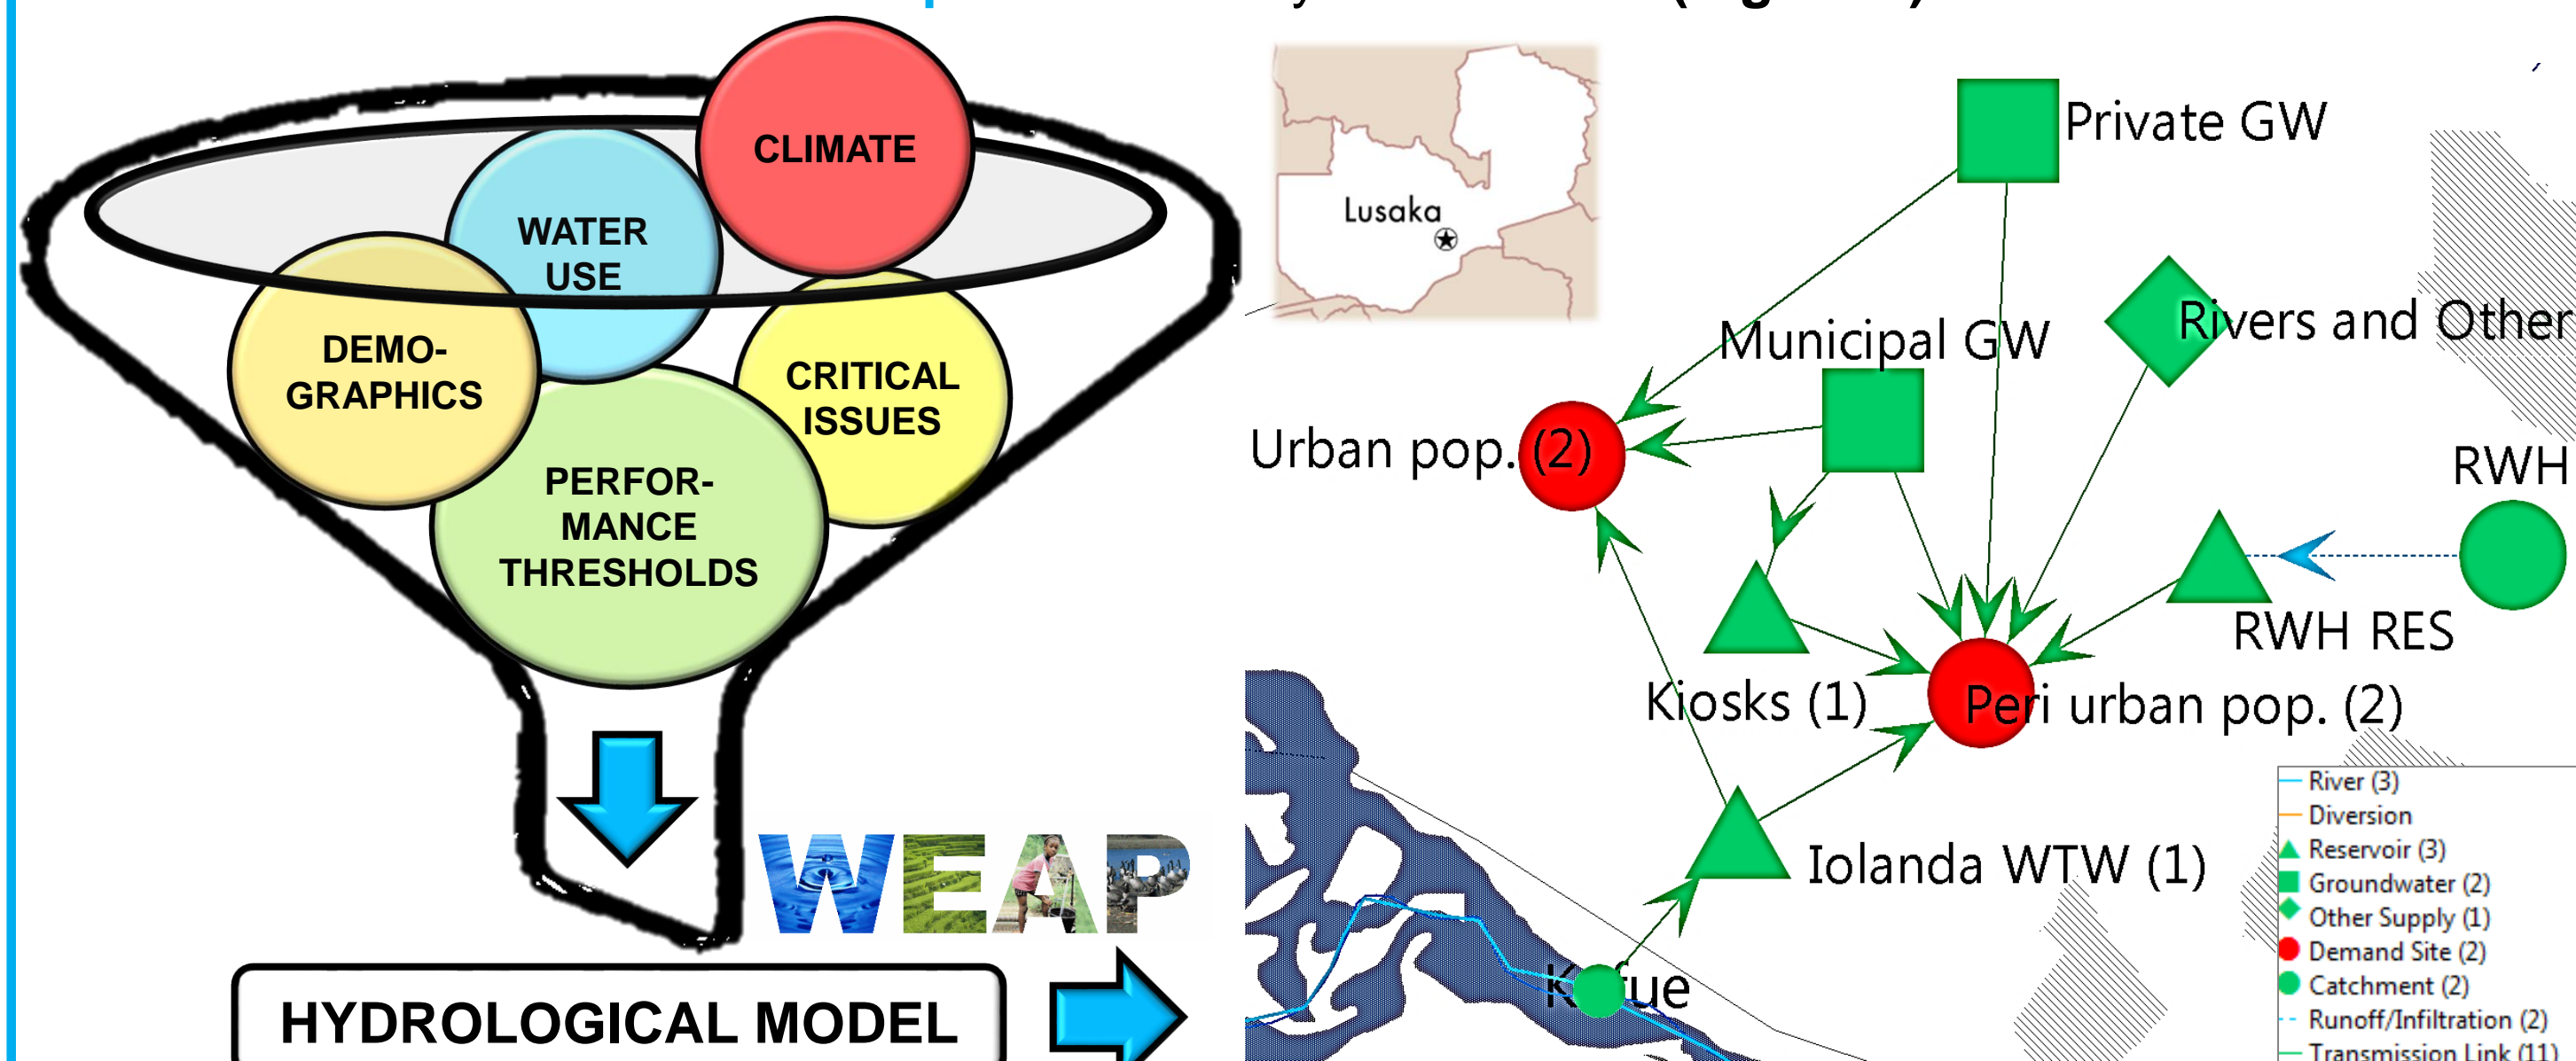 CLIMATE
WATER
USE
DEMO-
GRAPHICS
CRITICAL
ISSUES
PERFOR-
MANCE
THRESHOLDS
WEAP
HYDROLOGICAL MODEL
Lusaka
Private GW
Rivers and Other
Municipal GW
Urban pop. (2)
RWH
RWH RES
Kiosks (1)
Peri urban pop. (2)
Iolanda WTW (1)
Kafue
River (3)
Diversion
Reservoir (3)
Groundwater (2)
Other Supply (1)
Demand Site (2)
Catchment (2)
Runoff/Infiltration (2)
Transmission Link (11)